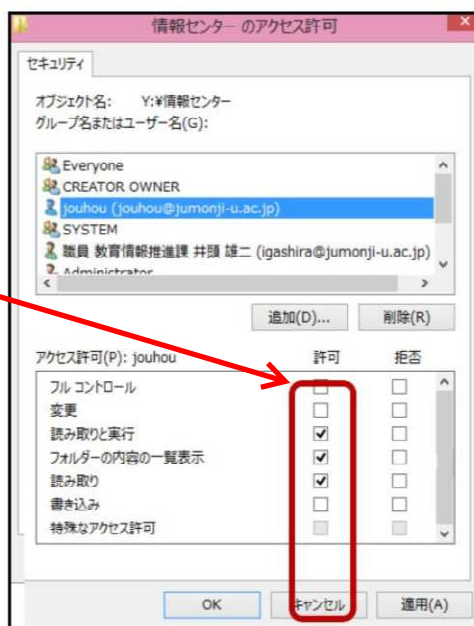 情報センター のアクセス許可
セキュリティ
オブジェクト名: Y:¥情報センター
グループ名またはユーザー名(G):
Everyone
CREATOR OWNER
jouhou (jouhou@jumonji-u.ac.jp)
SYSTEM
職員 教育情報推進課 井頭 雄二 (igashira@jumonji-u.ac.jp)
Administrator
追加(D)... 削除(R)
アクセス許可(P): jouhou 許可 拒否
フル コントロール
変更
読み取りと実行
フォルダーの内容の一覧表示
読み取り
書き込み
特殊なアクセス許可
OK キャンセル 適用(A)